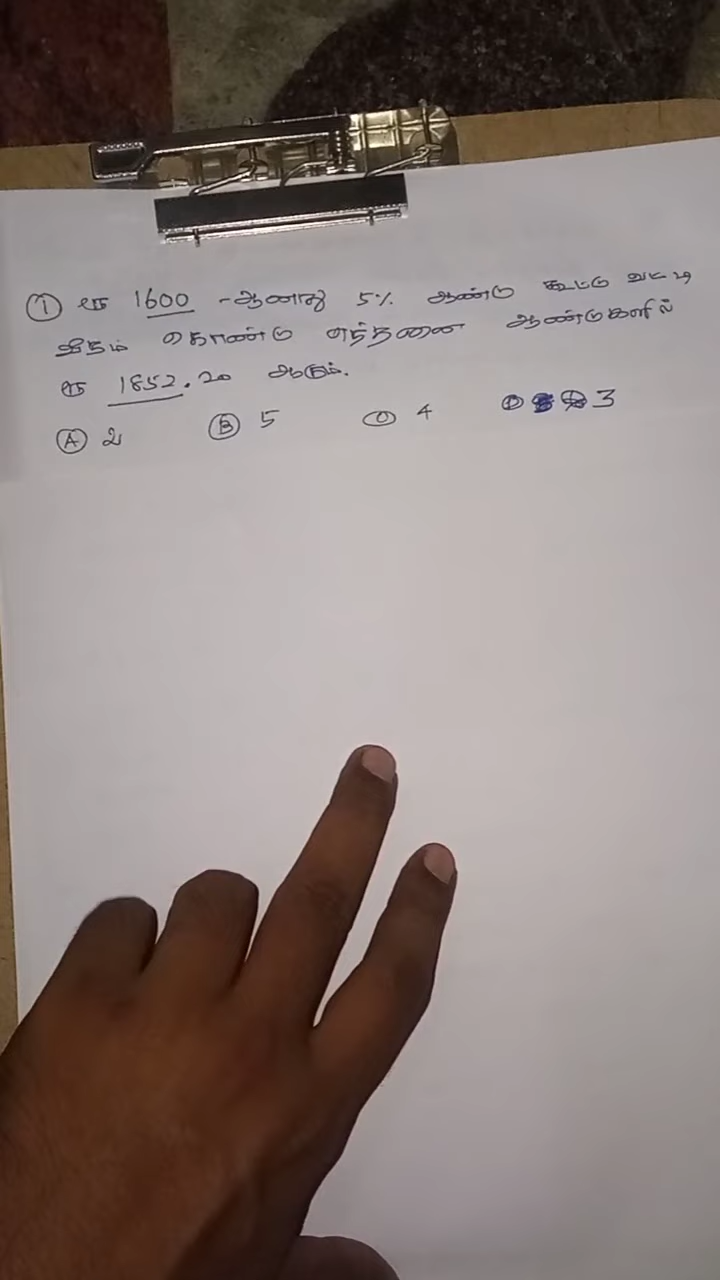 ① ரூ 1600 -ஆனது 5% ஆண்டு கூட்டு வட்டி
வீதம் கொண்டு எத்தனை ஆண்டுகளில்
ரூ 1852.20 ஆகும்.
Ⓐ 2 Ⓑ 5 Ⓒ 4 Ⓓ 3